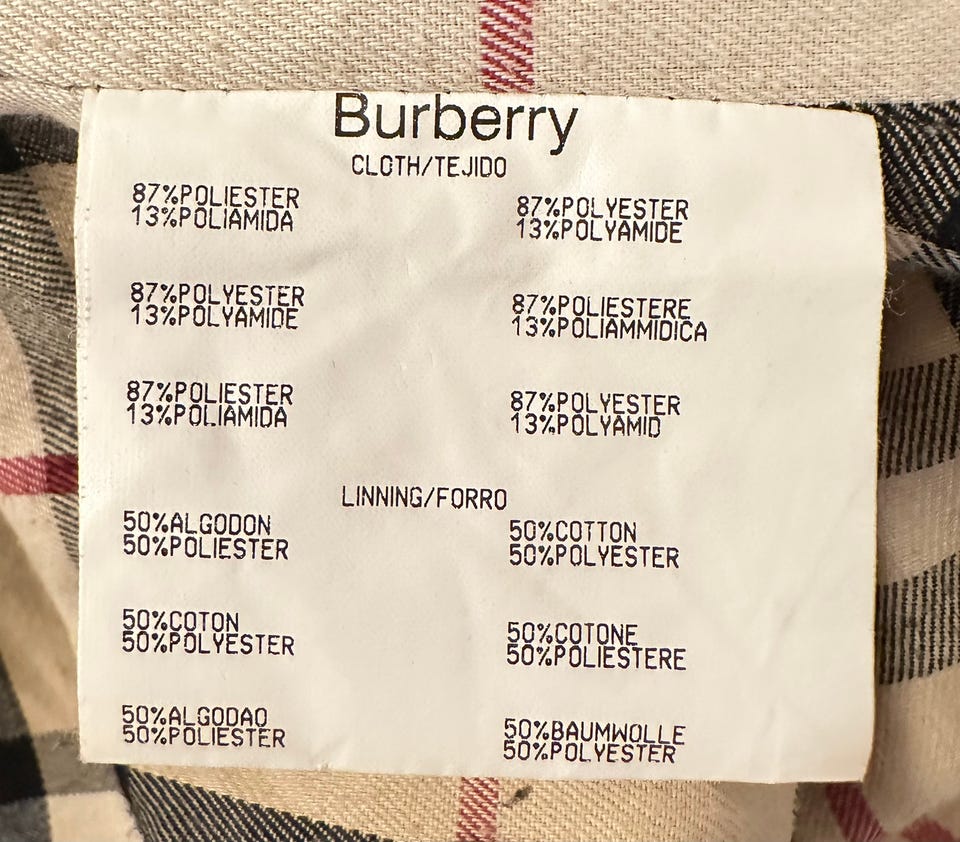 Burberry
CLOTH/TEJIDO
87%POLIESTER
13%POLIAMIDA
87%POLYESTER
13%POLYAMIDE
87%POLYESTER
13%POLYAMIDE
87%POLIESTERE
13%POLIAMMIDICA
87%POLIESTER
13%POLIAMIDA
87%POLYESTER
13%POLYAMID
LINNING/FORRO
50%ALGODON
50%POLIESTER
50%COTTON
50%POLYESTER
50%COTON
50%POLYESTER
50%COTONE
50%POLIESTERE
50%ALGODAO
50%POLIESTER
50%BAUMWOLLE
50%POLYESTER